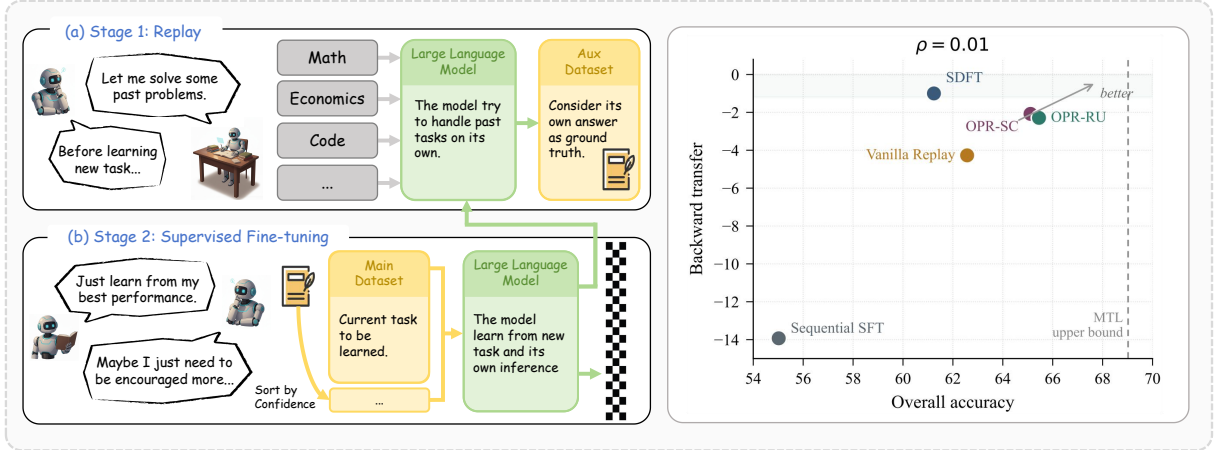 (a) Stage 1: Replay
Let me solve some
past problems.
Before learning
new task...
Math
Economics
Code
...
Large Language
Model
The model try
to handle past
tasks on its
own.
Aux
Dataset
Consider its
own answer
as ground
truth.
(b) Stage 2: Supervised Fine-tuning
Just learn from my
best performance.
Maybe I just need to
be encouraged more...
Sort by
Confidence
Main
Dataset
Current task
to be
learned.
...
Large Language
Model
The model
learn from new
task and its
own inference
ρ = 0.01
Backward transfer
0
−2
−4
−6
−8
−10
−12
−14
SDFT
better
OPR-SC
OPR-RU
Vanilla Replay
Sequential SFT
MTL
upper bound
54
56
58
60
62
64
66
68
70
Overall accuracy